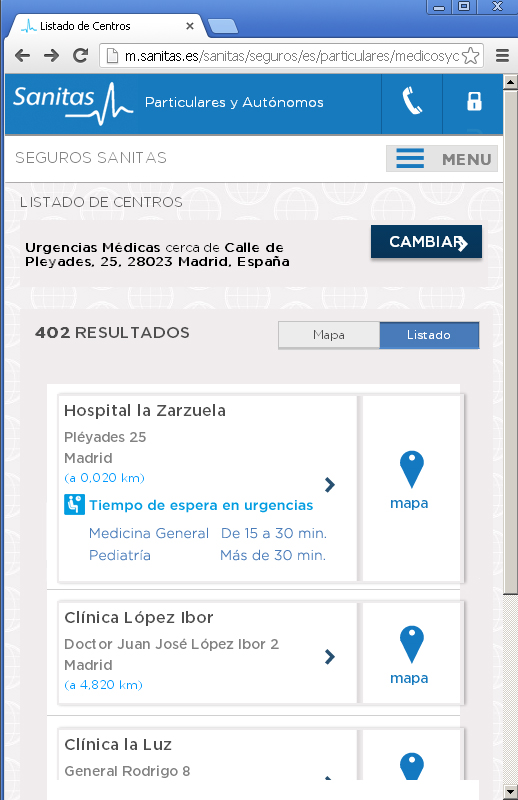 Listado de Centros
m.sanitas.es/sanitas/seguros/es/particulares/medicosyc
Sanitas Particulares y Autónomos
SEGUROS SANITAS MENU
LISTADO DE CENTROS
Urgencias Médicas cerca de Calle de
Pleyades, 25, 28023 Madrid, España
CAMBIAR
402 RESULTADOS
Mapa Listado
Hospital la Zarzuela
Pléyades 25
Madrid
(a 0,020 km)
Tiempo de espera en urgencias
Medicina General De 15 a 30 min.
Pediatría Más de 30 min.
mapa
Clínica López Ibor
Doctor Juan José López Ibor 2
Madrid
(a 4,820 km)
mapa
Clínica la Luz
General Rodrigo 8